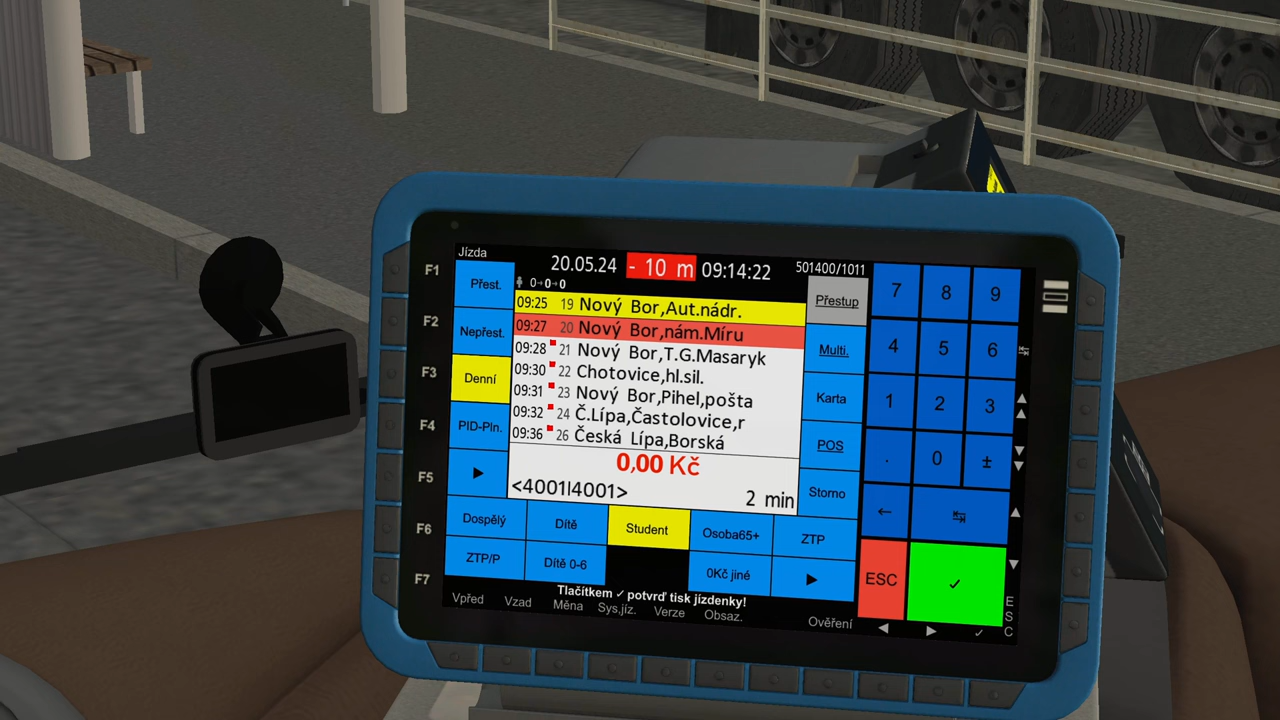 Jízda
20.05.24 - 10 m 09:14:22 501400/1011
0→0→0
F1 Přest.
F2 Nepřest.
F3 Denní
F4 PID-Pln.
F5 ►
F6
F7
09:25 19 Nový Bor,Aut.nádr.
09:27 20 Nový Bor,nám.Míru
09:28 21 Nový Bor,T.G.Masaryk
09:30 22 Chotovice,hl.sil.
09:31 23 Nový Bor,Pihel,pošta
09:32 24 Č.Lípa,Častolovice,r
09:36 26 Česká Lípa,Borská
0,00 Kč
<4001|4001> 2 min
Přestup
Multi.
Karta
POS
Storno
7 8 9
4 5 6
1 2 3
. 0 ±
← ↹
ESC ✓
Dospělý Dítě Student Osoba65+ ZTP
ZTP/P Dítě 0-6 0Kč jiné ►
Tlačítkem ✓ potvrď tisk jízdenky!
Vpřed Vzad Měna Sys.jíz. Verze Obsaz. Ověření ◄ ► ✓
E
S
C